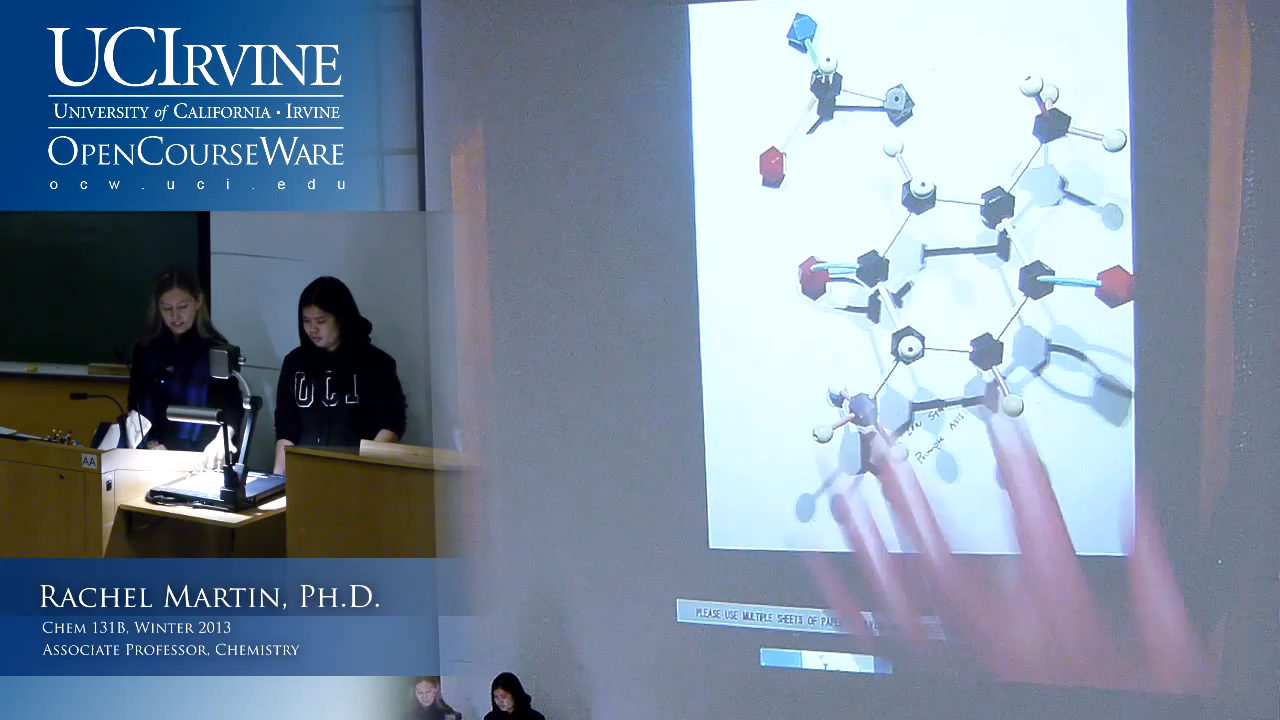 UCIRVINE
UNIVERSITY of CALIFORNIA · IRVINE
OPENCOURSEWARE
ocw.uci.edu
UCI
AA
PLEASE USE MULTIPLE SHEETS OF
RACHEL MARTIN, PH.D.
CHEM 131B, WINTER 2013
ASSOCIATE PROFESSOR, CHEMISTRY